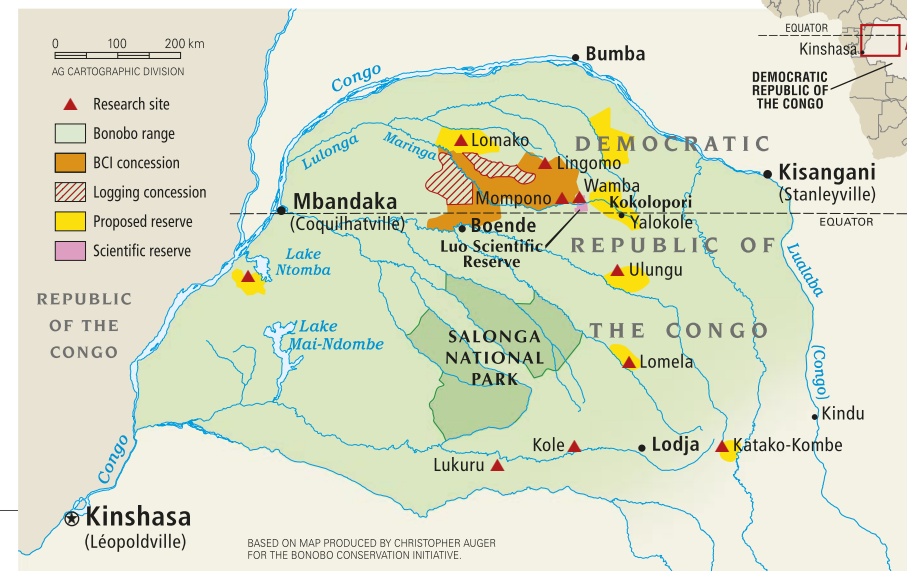 0 100 200 km
AG CARTOGRAPHIC DIVISION
Research site
Bonobo range
BCI concession
Logging concession
Proposed reserve
Scientific reserve
EQUATOR
Kinshasa
DEMOCRATIC
REPUBLIC OF
THE CONGO
Bumba
Congo
Lulonga
Maringa
Lomako
DEMOCRATIC
Lingomo
Kisangani
(Stanleyville)
Wamba
Mompono
Kokolopori
Yalokole
Mbandaka
(Coquilhatville)
EQUATOR
Boende
Luo Scientific
Reserve
REPUBLIC OF
Lualaba
Lake
Ntomba
Ulungu
REPUBLIC
OF THE
CONGO
Lake
Mai-Ndombe
SALONGA
NATIONAL
PARK
THE CONGO
Lomela
(Congo)
Kindu
Kole
Lodja
Katako-Kombe
Lukuru
Congo
Kinshasa
(Léopoldville)
BASED ON MAP PRODUCED BY CHRISTOPHER AUGER
FOR THE BONOBO CONSERVATION INITIATIVE.